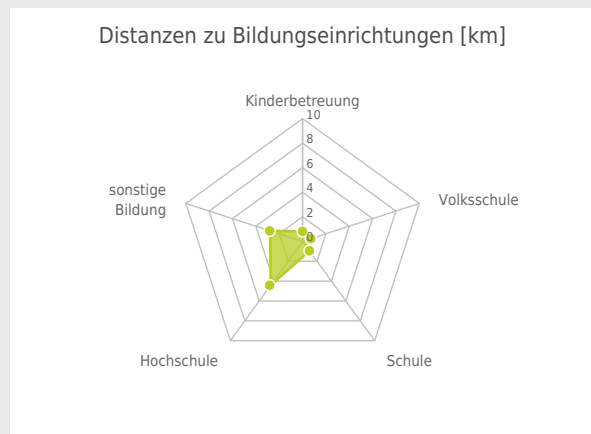 Distanzen zu Bildungseinrichtungen [km]
Kinderbetreuung
10
8
6
4
2
0
Volksschule
sonstige
Bildung
Hochschule
Schule